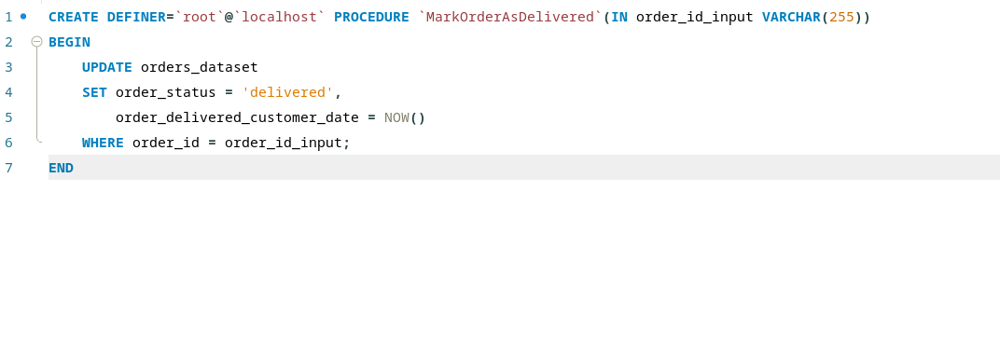 1 CREATE DEFINER=`root`@`localhost` PROCEDURE `MarkOrderAsDelivered`(IN order_id_input VARCHAR(255))
2 BEGIN
3     UPDATE orders_dataset
4     SET order_status = 'delivered',
5         order_delivered_customer_date = NOW()
6     WHERE order_id = order_id_input;
7 END